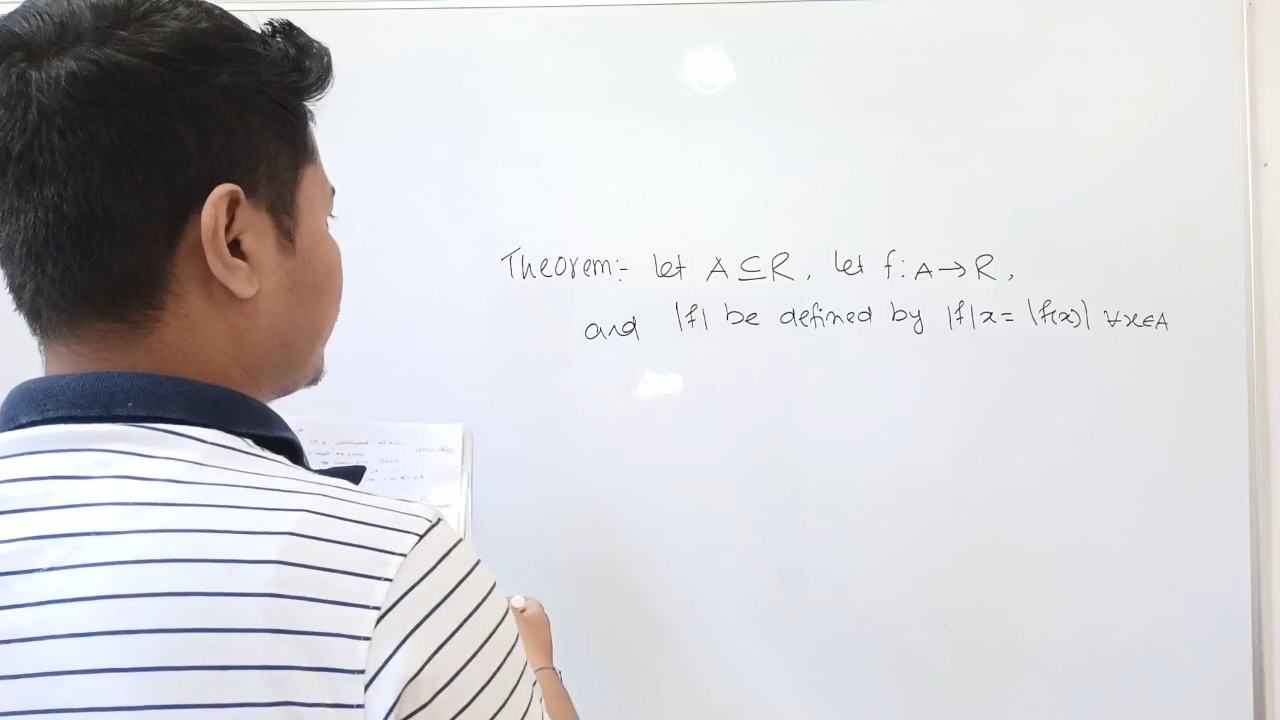 Theorem:- let A ⊆ R, let f: A → R,
and |f| be defined by |f|x = |f(x)| ∀x∈A